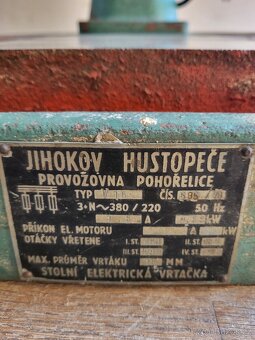 JIHOKOV HUSTOPEČE
PROVOZOVNA POHOŘELICE
TYP ČÍS.
3+N~380/220 50 Hz
A kW
PŘÍKON EL. MOTORU A kW
OTÁČKY VŘETENE I. ST. II. ST.
III. ST. IV. ST.
MAX. PRŮMĚR VRTÁKU MM
STOLNÍ ELEKTRICKÁ VRTAČKA